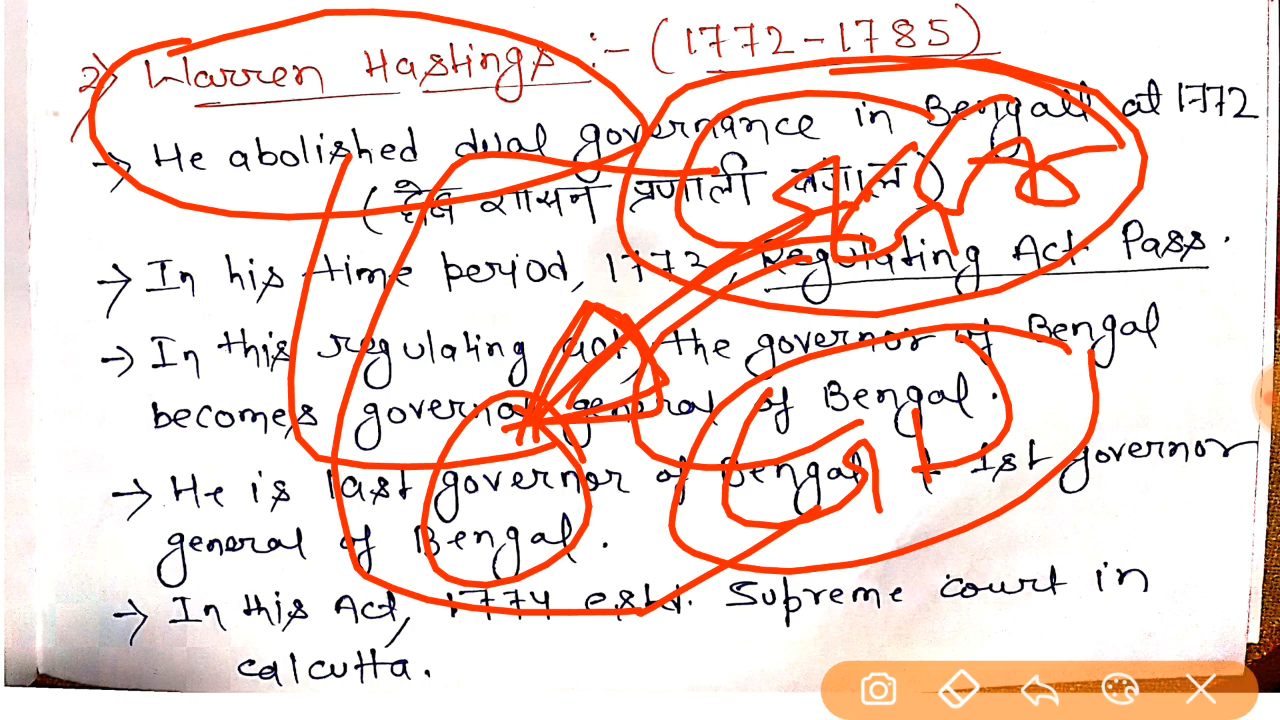 2) Warren Hastings :- (1772-1785)
→ He abolished dual governance in Bengal at 1772
(द्वैध शासन प्रणाली बंगाल)
→ In his time period, 1773, Regulating Act Pass.
→ In this regulating act, the governor of Bengal
becomes governor general of Bengal.
→ He is last governor of Bengal & 1st governor
general of Bengal.
→ In this Act, 1774 estd. Supreme court in
calcutta.